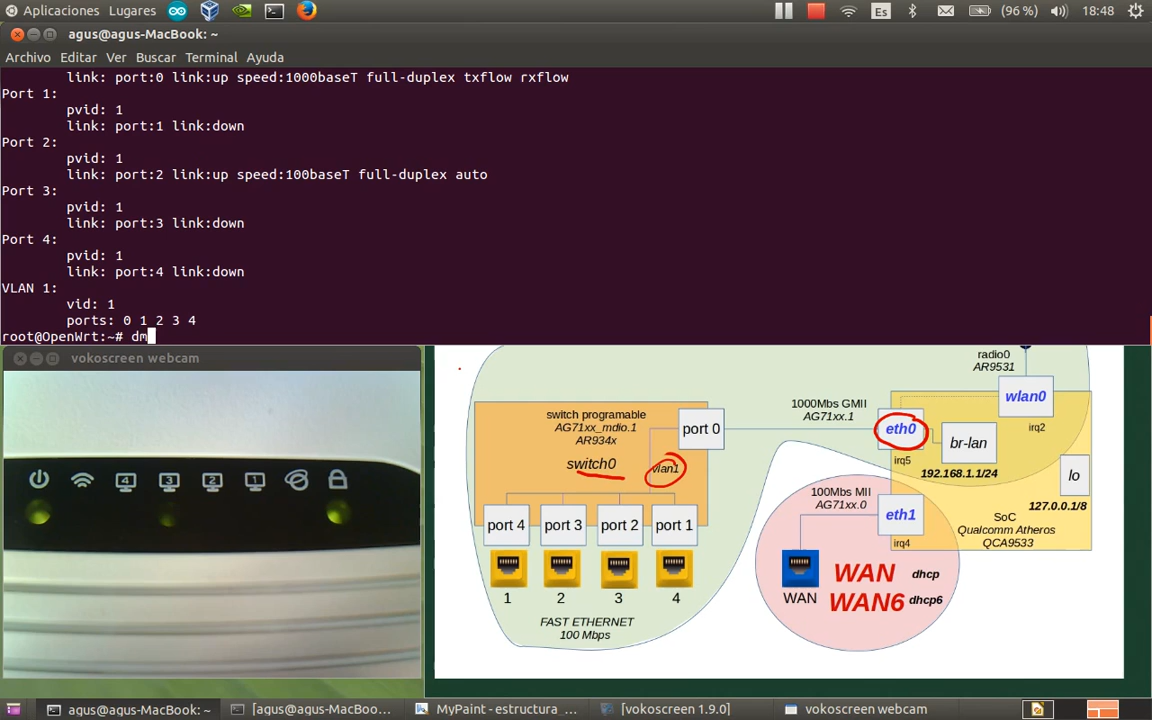 Aplicaciones Lugares Es (96 %) 18:48
agus@agus-MacBook: ~
Archivo Editar Ver Buscar Terminal Ayuda
link: port:0 link:up speed:1000baseT full-duplex txflow rxflow
Port 1:
pvid: 1
link: port:1 link:down
Port 2:
pvid: 1
link: port:2 link:up speed:100baseT full-duplex auto
Port 3:
pvid: 1
link: port:3 link:down
Port 4:
pvid: 1
link: port:4 link:down
VLAN 1:
vid: 1
ports: 0 1 2 3 4
root@OpenWrt:~# dm
vokoscreen webcam
4 3 2 1
radio0
AR9531
wlan0
irq2
1000Mbs GMII
AG71xx.1
eth0
irq5
br-lan
192.168.1.1/24
lo
127.0.0.1/8
switch programable
AG71xx_mdio.1
AR934x
switch0
port 0
vlan1
port 4 port 3 port 2 port 1
1 2 3 4
FAST ETHERNET
100 Mbps
100Mbs MII
AG71xx.0
eth1
irq4
SoC
Qualcomm Atheros
QCA9533
WAN
WAN dhcp
WAN6 dhcp6
agus@agus-MacBook: ~ [agus@agus-MacBoo... MyPaint - estructura_... [vokoscreen 1.9.0] vokoscreen webcam